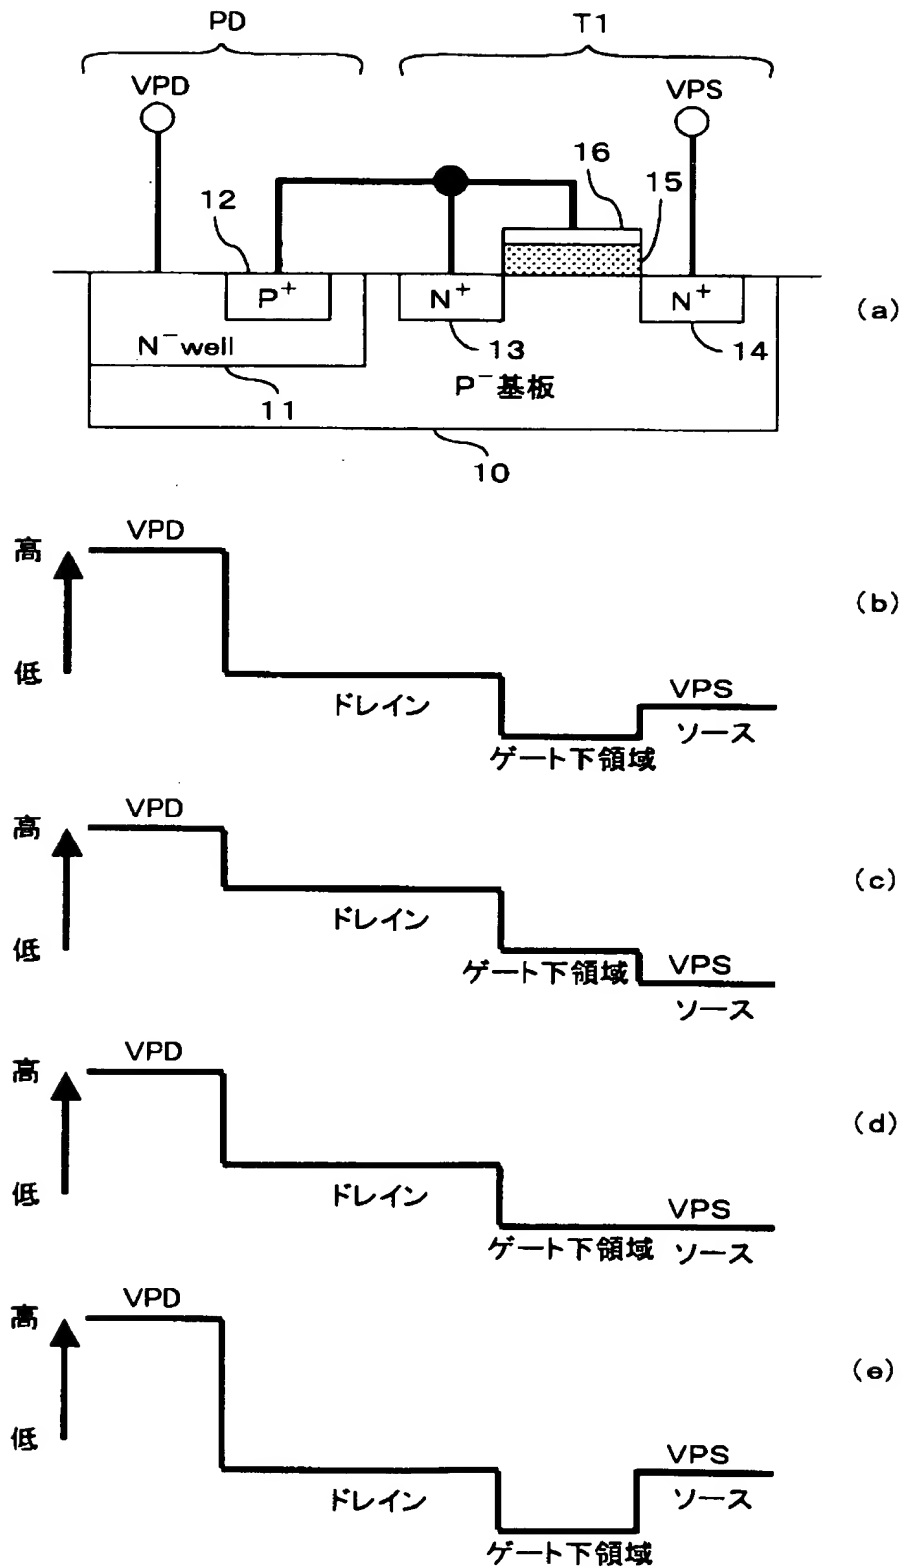 PD
T1
VPD
VPS
16
15
12
P⁺
N⁺
N⁺
(a)
N⁻well
13
14
11
P⁻基板
10
高
VPD
(b)
低
ドレイン
VPS
ゲート下領域
ソース
高
VPD
(c)
低
ドレイン
ゲート下領域
VPS
ソース
高
VPD
(d)
低
ドレイン
VPS
ゲート下領域
ソース
高
VPD
(e)
低
ドレイン
VPS
ソース
ゲート下領域